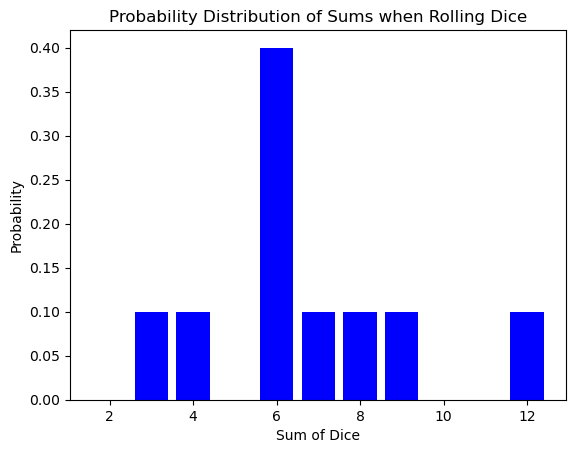 Probability Distribution of Sums when Rolling Dice
0.40
0.35
0.30
0.25
0.20
0.15
0.10
0.05
0.00
Probability
2 4 6 8 10 12
Sum of Dice